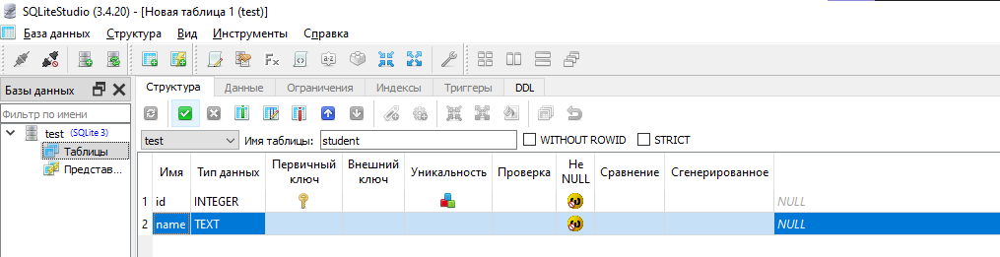 SQLiteStudio (3.4.20) - [Новая таблица 1 (test)]
База данных Структура Вид Инструменты Справка
Базы данных
Структура Данные Ограничения Индексы Триггеры DDL
Фильтр по имени
test (SQLite 3)
Таблицы
Представ...
test Имя таблицы: student WITHOUT ROWID STRICT
Имя Тип данных Первичный ключ Внешний ключ Уникальность Проверка Не NULL Сравнение Сгенерированное
1 id INTEGER NULL
2 name TEXT NULL